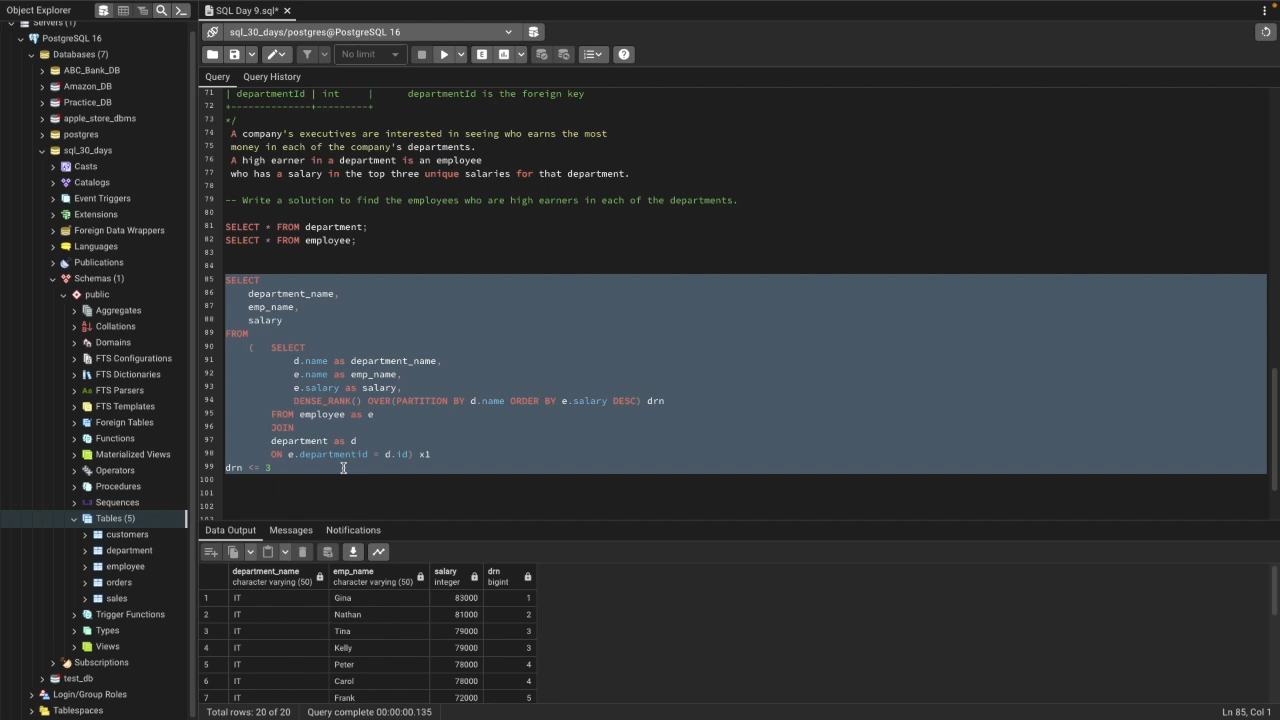 Object Explorer
SQL Day 9.sql*
Servers (1)
PostgreSQL 16
Databases (7)
ABC_Bank_DB
Amazon_DB
Practice_DB
apple_store_dbms
postgres
sql_30_days
Casts
Catalogs
Event Triggers
Extensions
Foreign Data Wrappers
Languages
Publications
Schemas (1)
public
Aggregates
Collations
Domains
FTS Configurations
FTS Dictionaries
Aa FTS Parsers
FTS Templates
Foreign Tables
Functions
Materialized Views
Operators
Procedures
1..3 Sequences
Tables (5)
customers
department
employee
orders
sales
Trigger Functions
Types
Views
Subscriptions
test_db
Login/Group Roles
Tablespaces
sql_30_days/postgres@PostgreSQL 16
No limit
E
Query Query History
71 | departmentId | int | departmentId is the foreign key
72 +--------------+---------+
73 */
74 A company's executives are interested in seeing who earns the most
75 money in each of the company's departments.
76 A high earner in a department is an employee
77 who has a salary in the top three unique salaries for that department.
78
79 -- Write a solution to find the employees who are high earners in each of the departments.
80
81 SELECT * FROM department;
82 SELECT * FROM employee;
83
84
85 SELECT
86 department_name,
87 emp_name,
88 salary
89 FROM
90 ( SELECT
91 d.name as department_name,
92 e.name as emp_name,
93 e.salary as salary,
94 DENSE_RANK() OVER(PARTITION BY d.name ORDER BY e.salary DESC) drn
95 FROM employee as e
96 JOIN
97 department as d
98 ON e.departmentid = d.id) x1
99 drn <= 3
100
101
102
103
Data Output Messages Notifications
department_name emp_name salary drn
character varying (50) character varying (50) integer bigint
1 IT Gina 83000 1
2 IT Nathan 81000 2
3 IT Tina 79000 3
4 IT Kelly 79000 3
5 IT Peter 78000 4
6 IT Carol 78000 4
7 IT Frank 72000 5
Total rows: 20 of 20 Query complete 00:00:00.135 Ln 85, Col 1